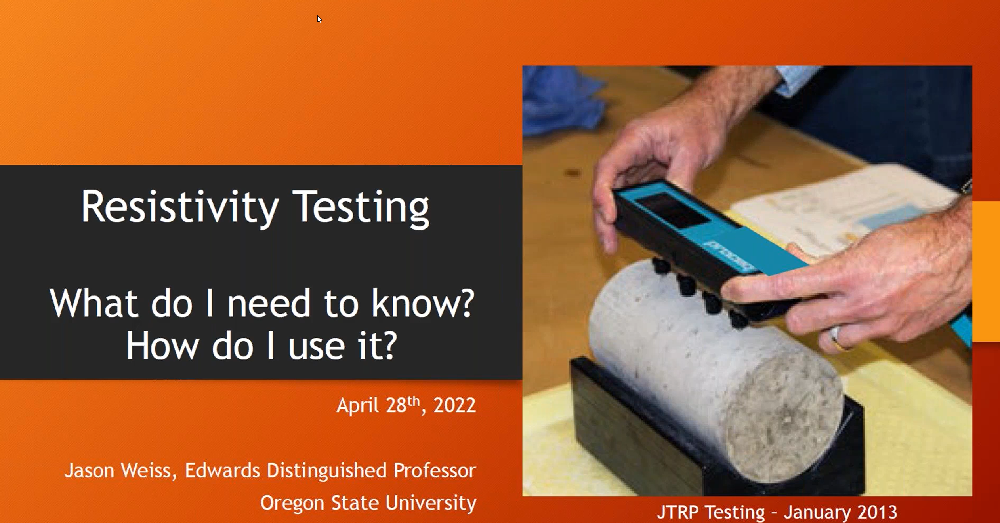 Resistivity Testing
What do I need to know?
How do I use it?
April 28th, 2022
Jason Weiss, Edwards Distinguished Professor
Oregon State University
proceq
JTRP Testing – January 2013